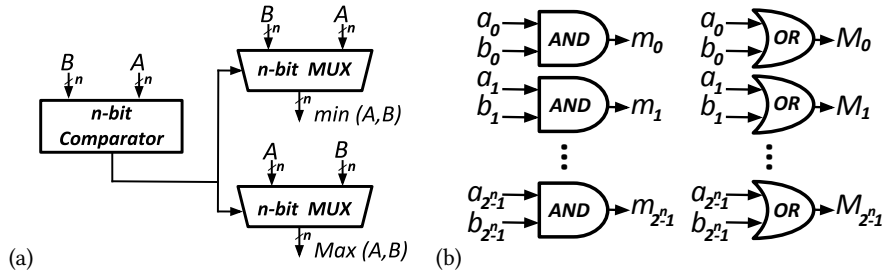 B n A n
n-bit Comparator
B n A n
n-bit MUX
n min (A,B)
A n B n
n-bit MUX
n Max (A,B)
(a)
a0 b0 AND m0
a1 b1 AND m1
⋮
a2ⁿ-1 b2ⁿ-1 AND m2ⁿ-1
a0 b0 OR M0
a1 b1 OR M1
⋮
a2ⁿ-1 b2ⁿ-1 OR M2ⁿ-1
(b)